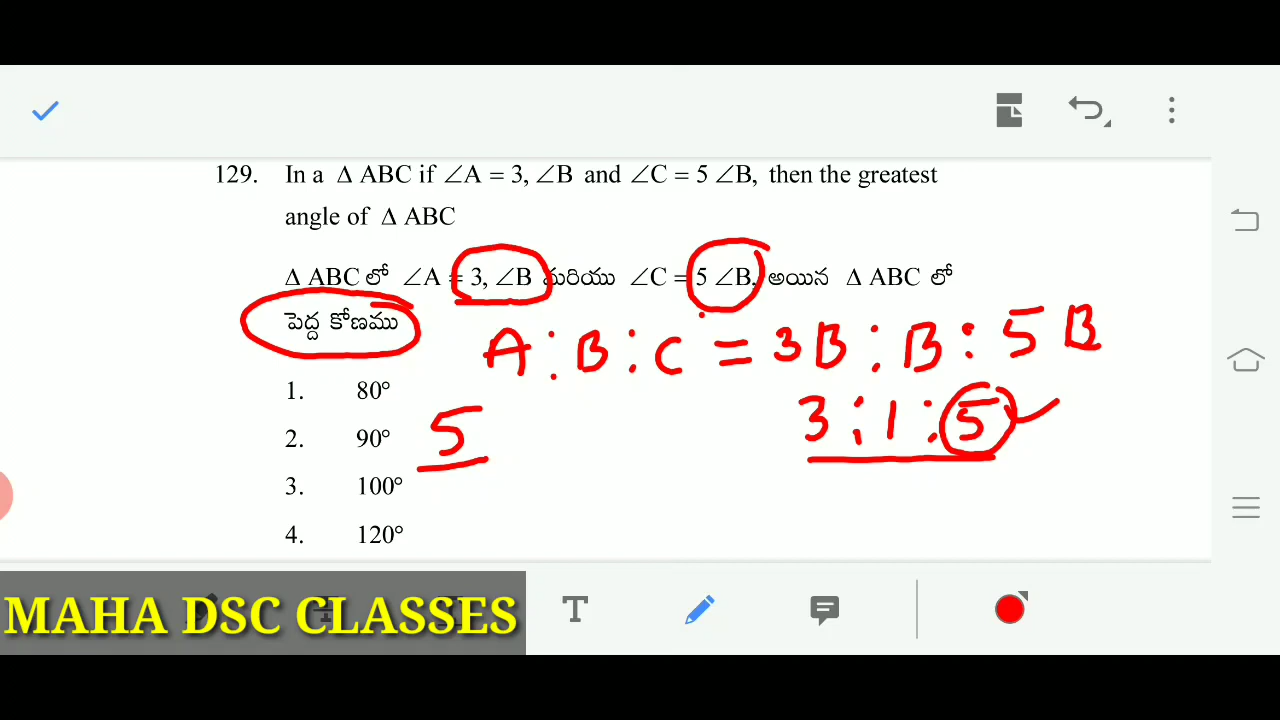 129. In a Δ ABC if ∠A = 3, ∠B and ∠C = 5 ∠B, then the greatest
angle of Δ ABC
Δ ABC లో ∠A = 3, ∠B మరియు ∠C = 5 ∠B, అయిన Δ ABC లో
పెద్ద కోణము
A : B : C = 3B : B : 5B
1. 80°
3 : 1 : 5
2. 90° 5
3. 100°
4. 120°
MAHA DSC CLASSES
T